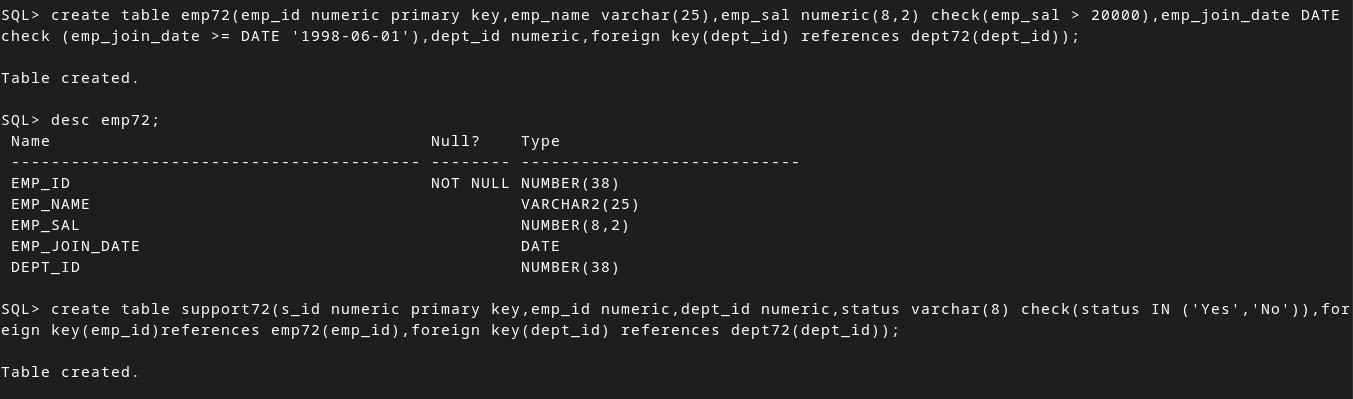 SQL> create table emp72(emp_id numeric primary key,emp_name varchar(25),emp_sal numeric(8,2) check(emp_sal > 20000),emp_join_date DATE
check (emp_join_date >= DATE '1998-06-01'),dept_id numeric,foreign key(dept_id) references dept72(dept_id));
Table created.
SQL> desc emp72;
Name Null? Type
----------------------------------------- -------- ----------------------------
EMP_ID NOT NULL NUMBER(38)
EMP_NAME VARCHAR2(25)
EMP_SAL NUMBER(8,2)
EMP_JOIN_DATE DATE
DEPT_ID NUMBER(38)
SQL> create table support72(s_id numeric primary key,emp_id numeric,dept_id numeric,status varchar(8) check(status IN ('Yes','No')),for
eign key(emp_id)references emp72(emp_id),foreign key(dept_id) references dept72(dept_id));
Table created.